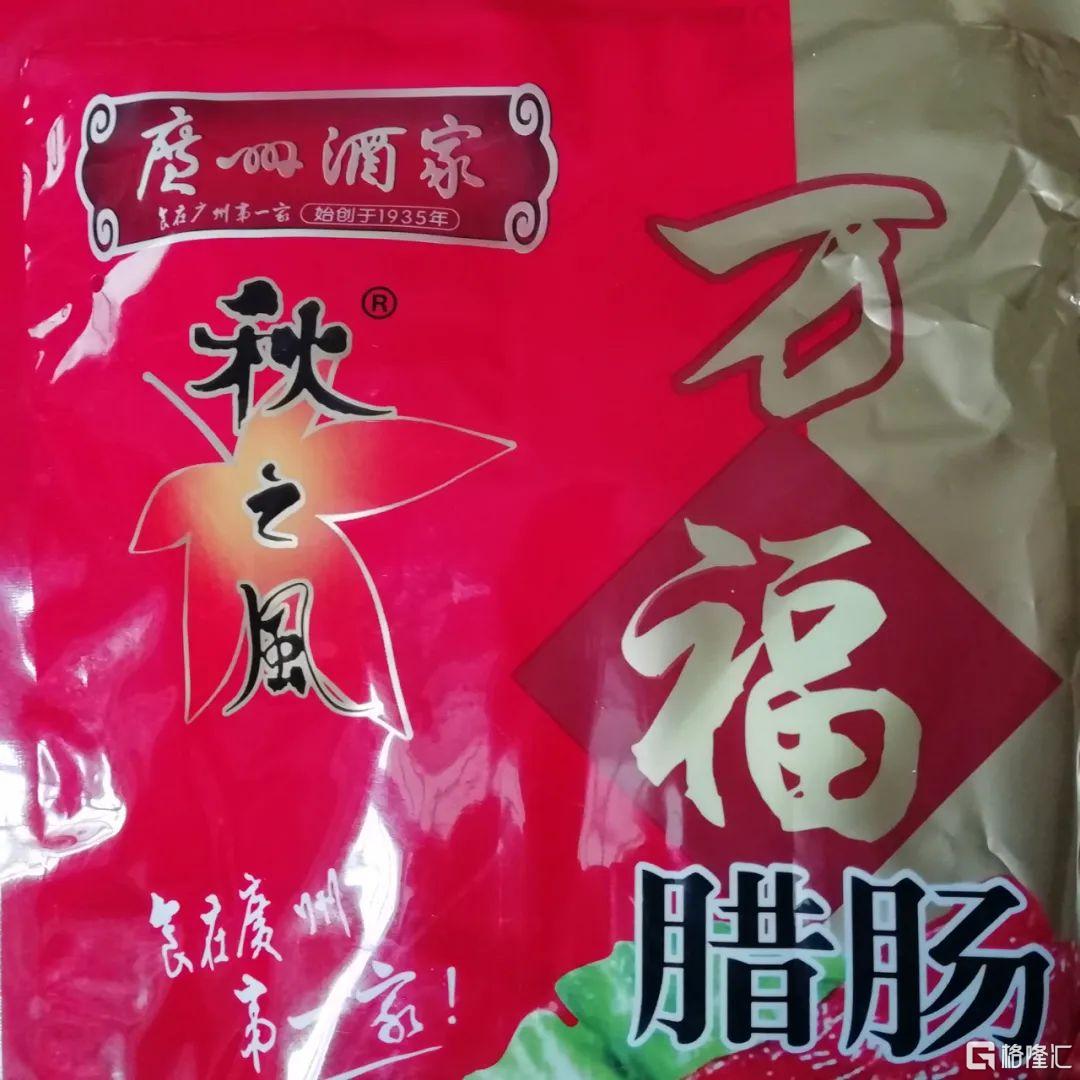 廣州酒家
食在广州第一家 始创于1935年
秋之風®
万福
腊肠
食在廣州
第一家!
格隆汇